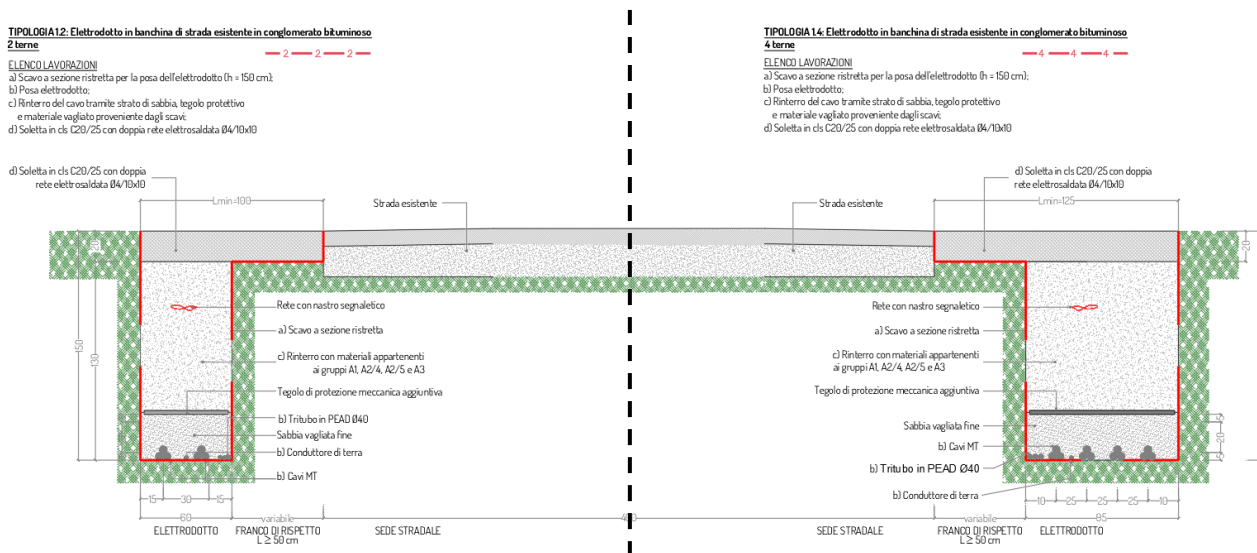 TIPOLOGIA 1.2: Elettrodotto in banchina di strada esistente in conglomerato bituminoso
2 terne
2 2 2
ELENCO LAVORAZIONI
a) Scavo a sezione ristretta per la posa dell'elettrodotto (h = 150 cm);
b) Posa elettrodotto;
c) Rinterro del cavo tramite strato di sabbia, tegolo protettivo
e materiale vagliato proveniente dagli scavi;
d) Soletta in cls C20/25 con doppia rete elettrosaldata Ø4/10x10
d) Soletta in cls C20/25 con doppia
rete elettrosaldata Ø4/10x10
Lmin=100
Strada esistente
20
150
130
Rete con nastro segnaletico
a) Scavo a sezione ristretta
c) Rinterro con materiali appartenenti
ai gruppi A1, A2/4, A2/5 e A3
Tegolo di protezione meccanica aggiuntiva
b) Tritubo in PEAD Ø40
Sabbia vagliata fine
b) Conduttore di terra
b) Cavi MT
15 30 15
60
variabile
ELETTRODOTTO
FRANCO DI RISPETTO
L ≥ 50 cm
SEDE STRADALE
TIPOLOGIA 1.4: Elettrodotto in banchina di strada esistente in conglomerato bituminoso
4 terne
4 4 4
ELENCO LAVORAZIONI
a) Scavo a sezione ristretta per la posa dell'elettrodotto (h = 150 cm);
b) Posa elettrodotto;
c) Rinterro del cavo tramite strato di sabbia, tegolo protettivo
e materiale vagliato proveniente dagli scavi;
d) Soletta in cls C20/25 con doppia rete elettrosaldata Ø4/10x10
d) Soletta in cls C20/25 con doppia
rete elettrosaldata Ø4/10x10
Lmin=125
Strada esistente
20
Rete con nastro segnaletico
a) Scavo a sezione ristretta
c) Rinterro con materiali appartenenti
ai gruppi A1, A2/4, A2/5 e A3
Tegolo di protezione meccanica aggiuntiva
5
Sabbia vagliata fine
20
b) Cavi MT
5
b) Tritubo in PEAD Ø40
b) Conduttore di terra
10 25 25 25 10
variabile
85
SEDE STRADALE
FRANCO DI RISPETTO
L ≥ 50 cm
ELETTRODOTTO